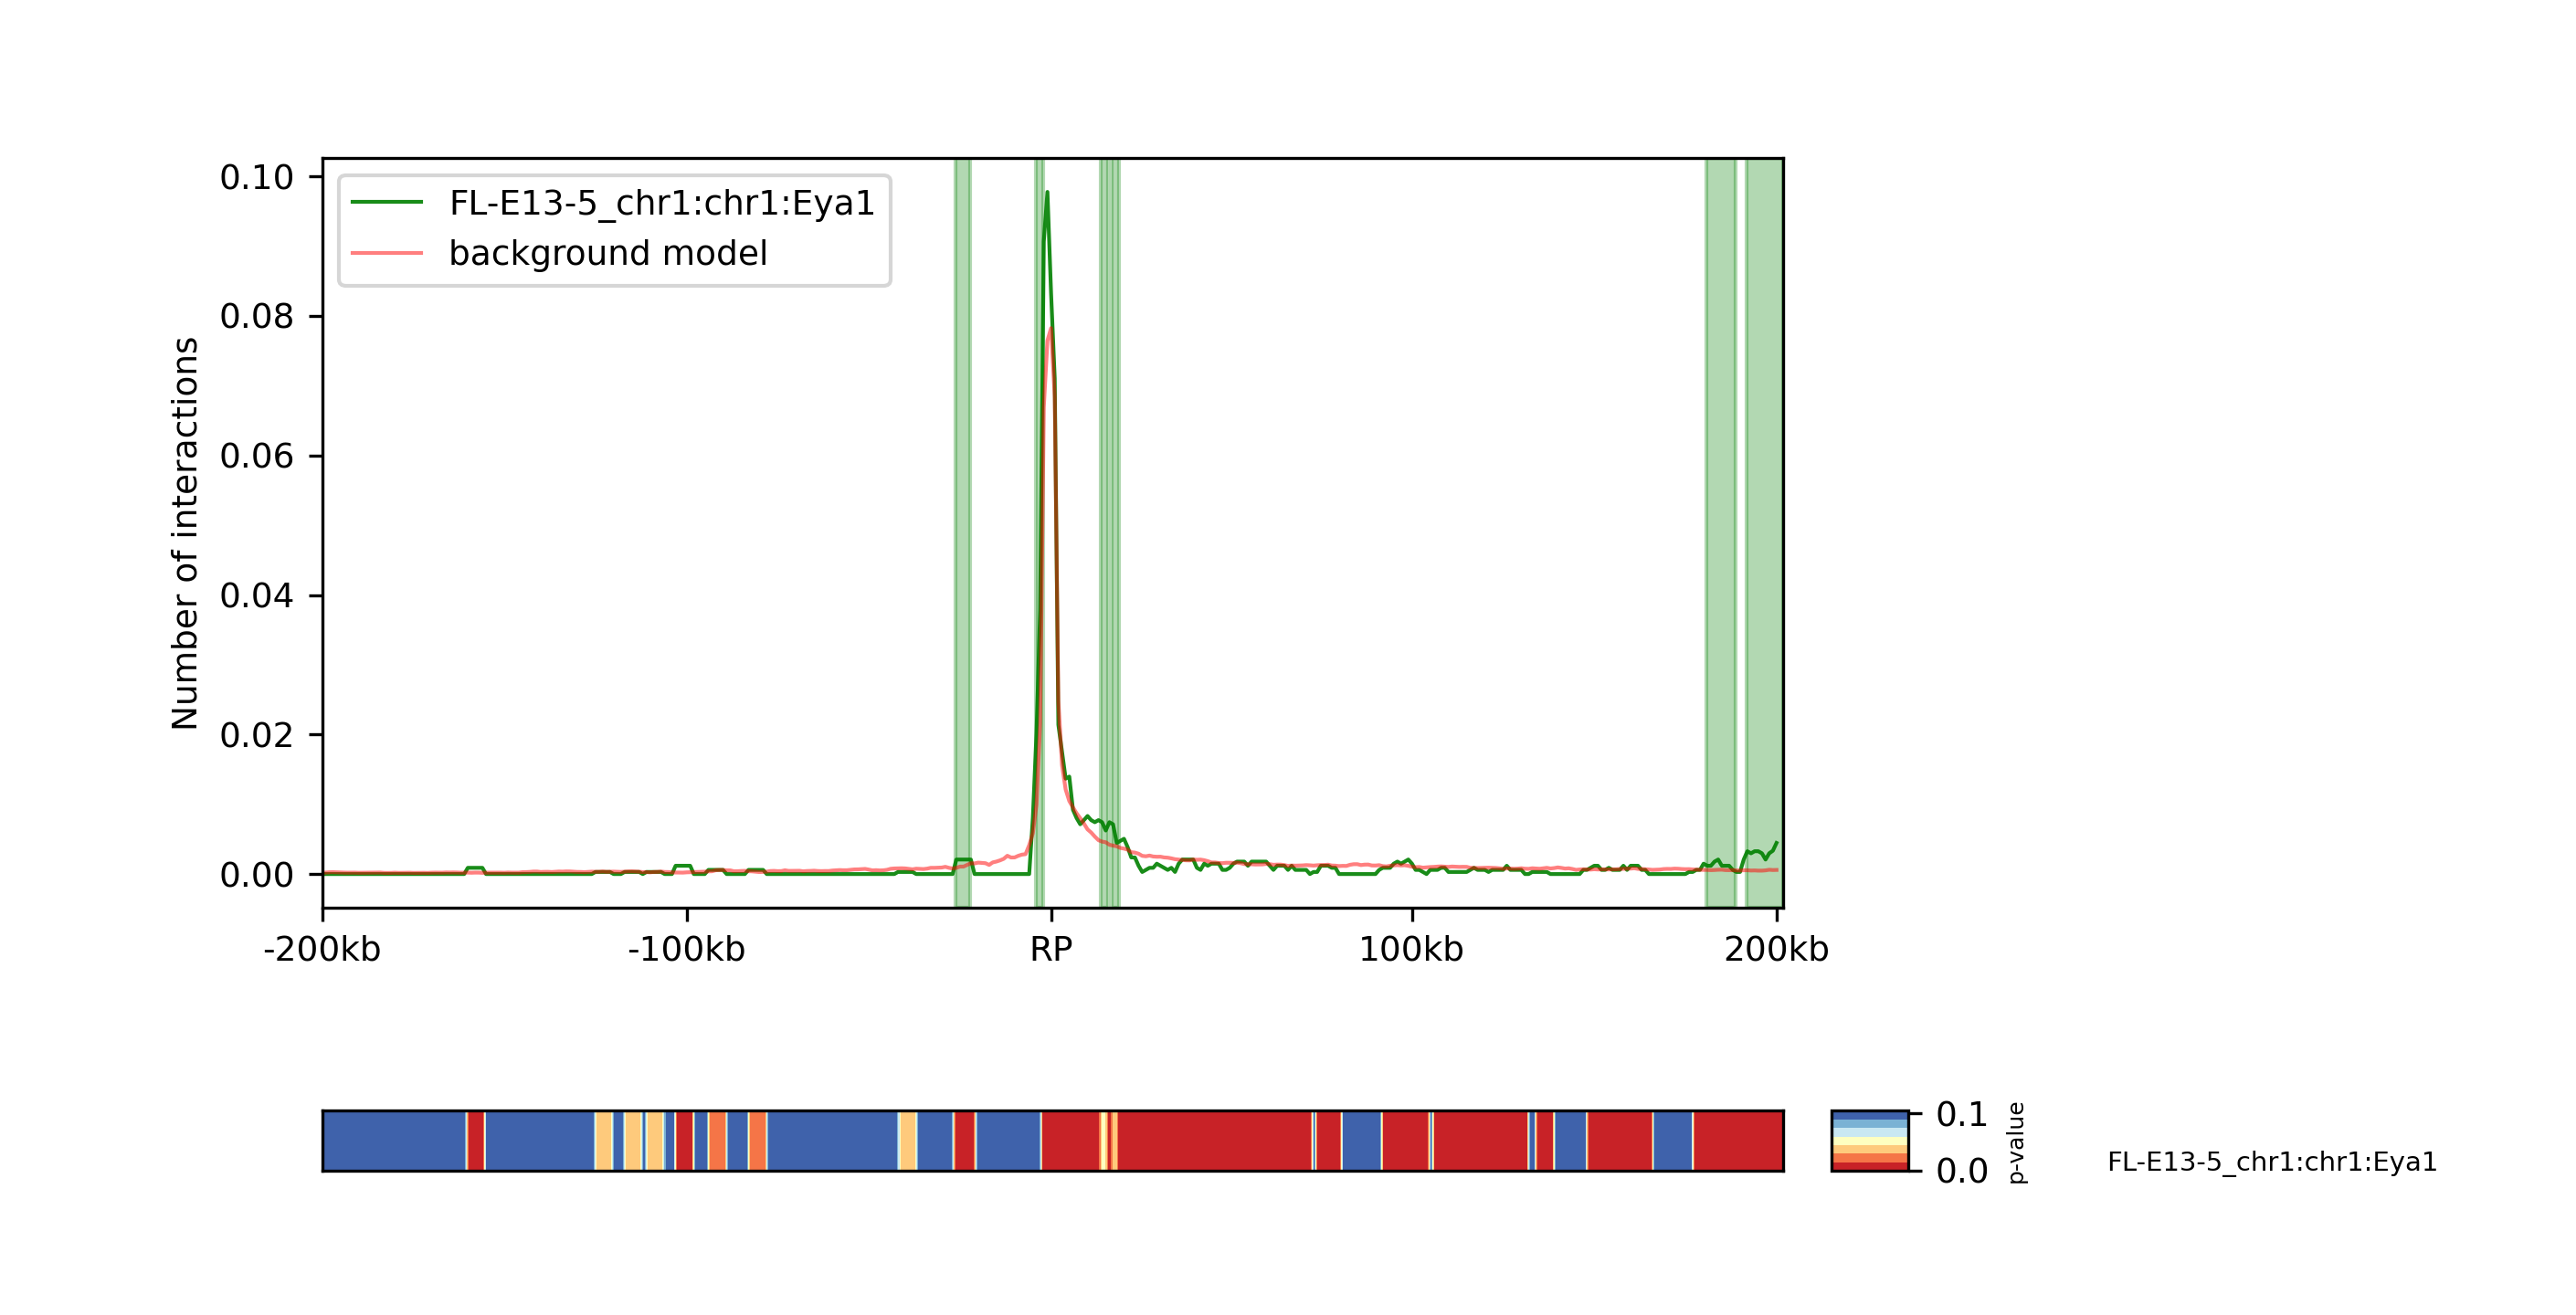 FL-E13-5_chr1:chr1:Eya1
background model
Number of interactions
0.10
0.08
0.06
0.04
0.02
0.00
-200kb
-100kb
RP
100kb
200kb
0.1
0.0
p-value
FL-E13-5_chr1:chr1:Eya1